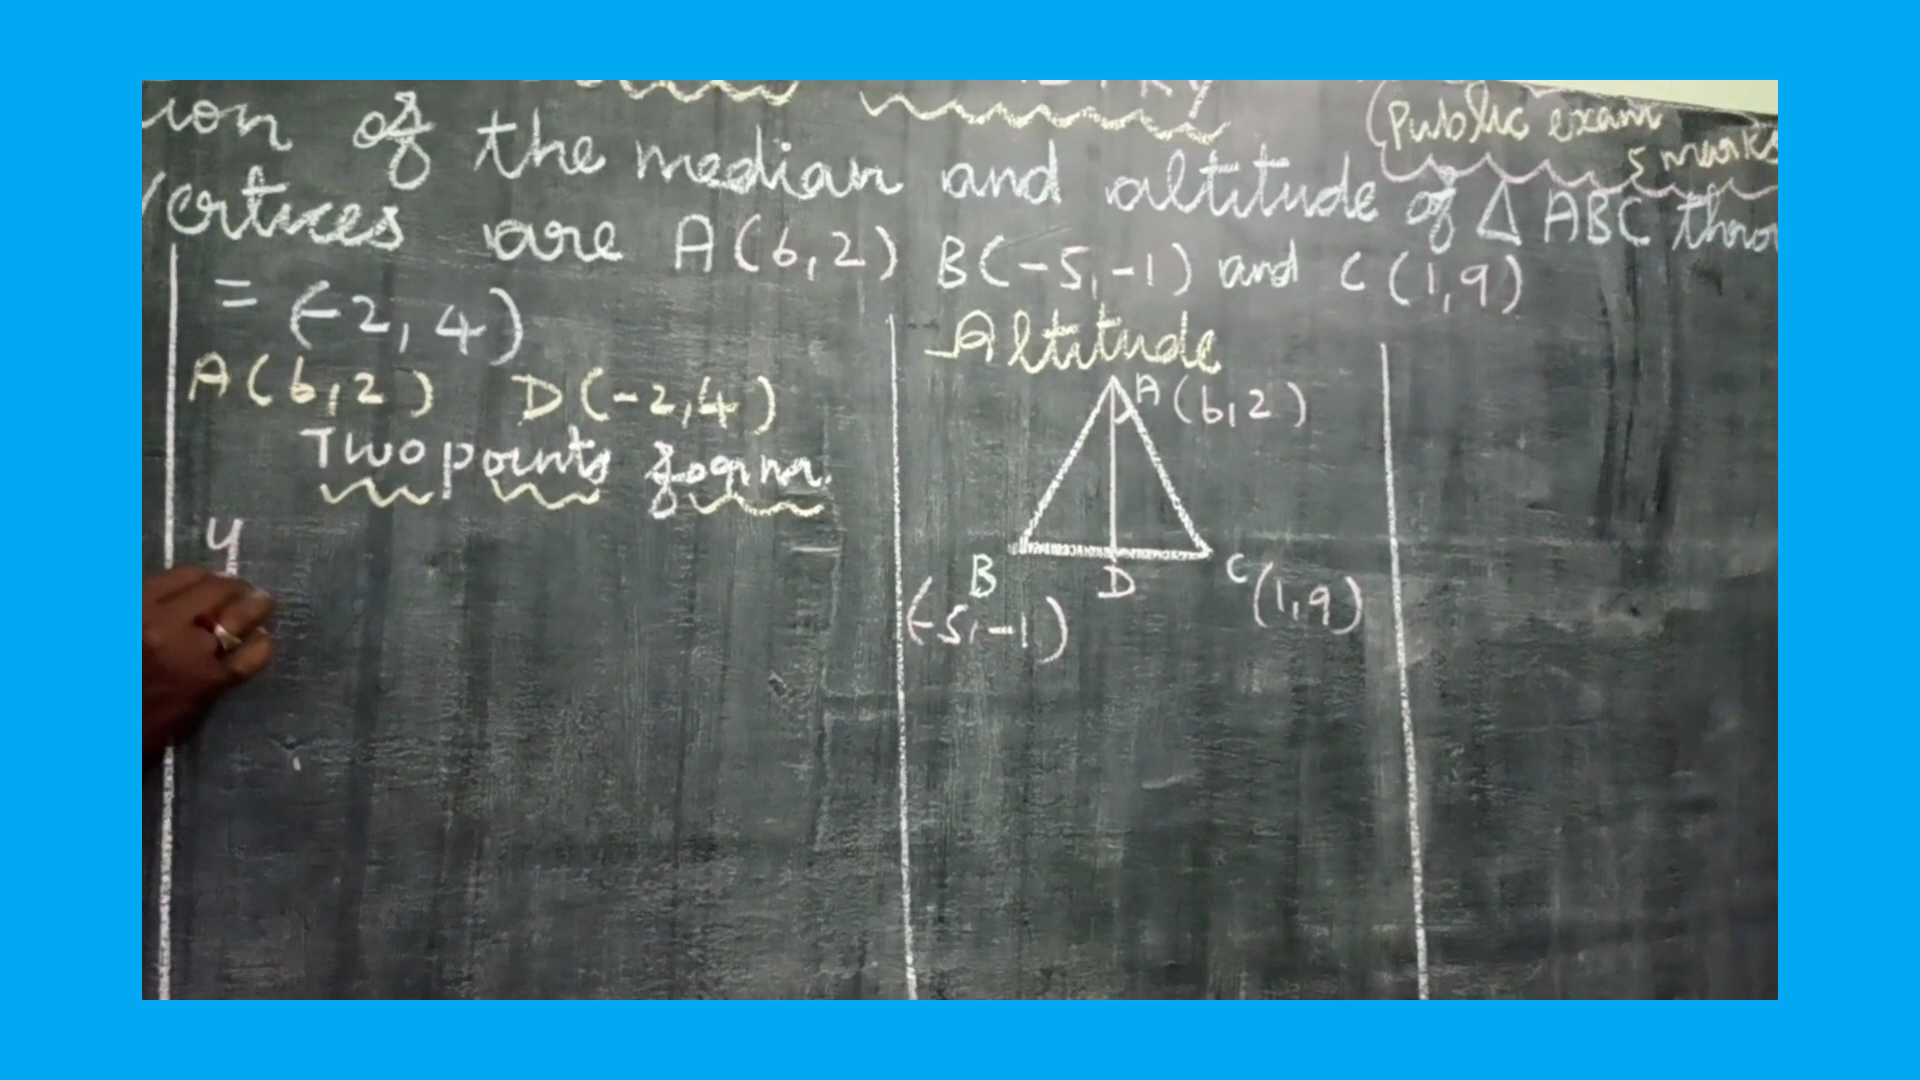 (Public exam
5 marks
ion of the median and altitude of △ ABC thro
Vertices are A(6,2) B(-5,-1) and C(1,9)
= (-2,4)
A(6,2) D(-2,4)
Two points form.
y
Altitude
A(6,2)
B
D
C(1,9)
(-5,-1)